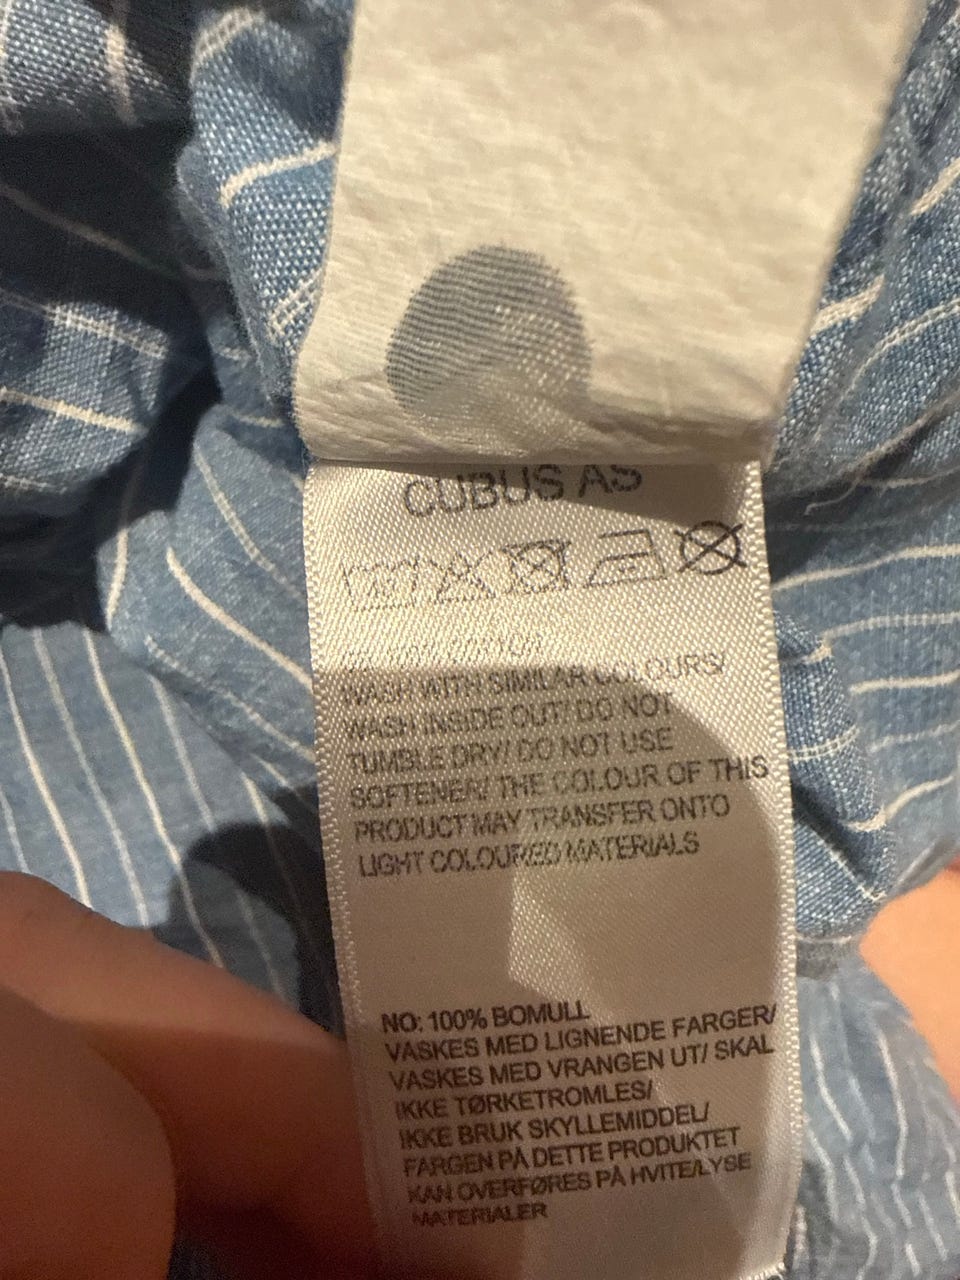 CUBUS AS
COTTON
WASH WITH SIMILAR COLOURS/
WASH INSIDE OUT/ DO NOT
TUMBLE DRY/ DO NOT USE
SOFTENER/ THE COLOUR OF THIS
PRODUCT MAY TRANSFER ONTO
LIGHT COLOURED MATERIALS
NO: 100% BOMULL
VASKES MED LIGNENDE FARGER/
VASKES MED VRANGEN UT/ SKAL
IKKE TØRKETROMLES/
IKKE BRUK SKYLLEMIDDEL/
FARGEN PÅ DETTE PRODUKTET
KAN OVERFØRES PÅ HVITE/LYSE
MATERIALER